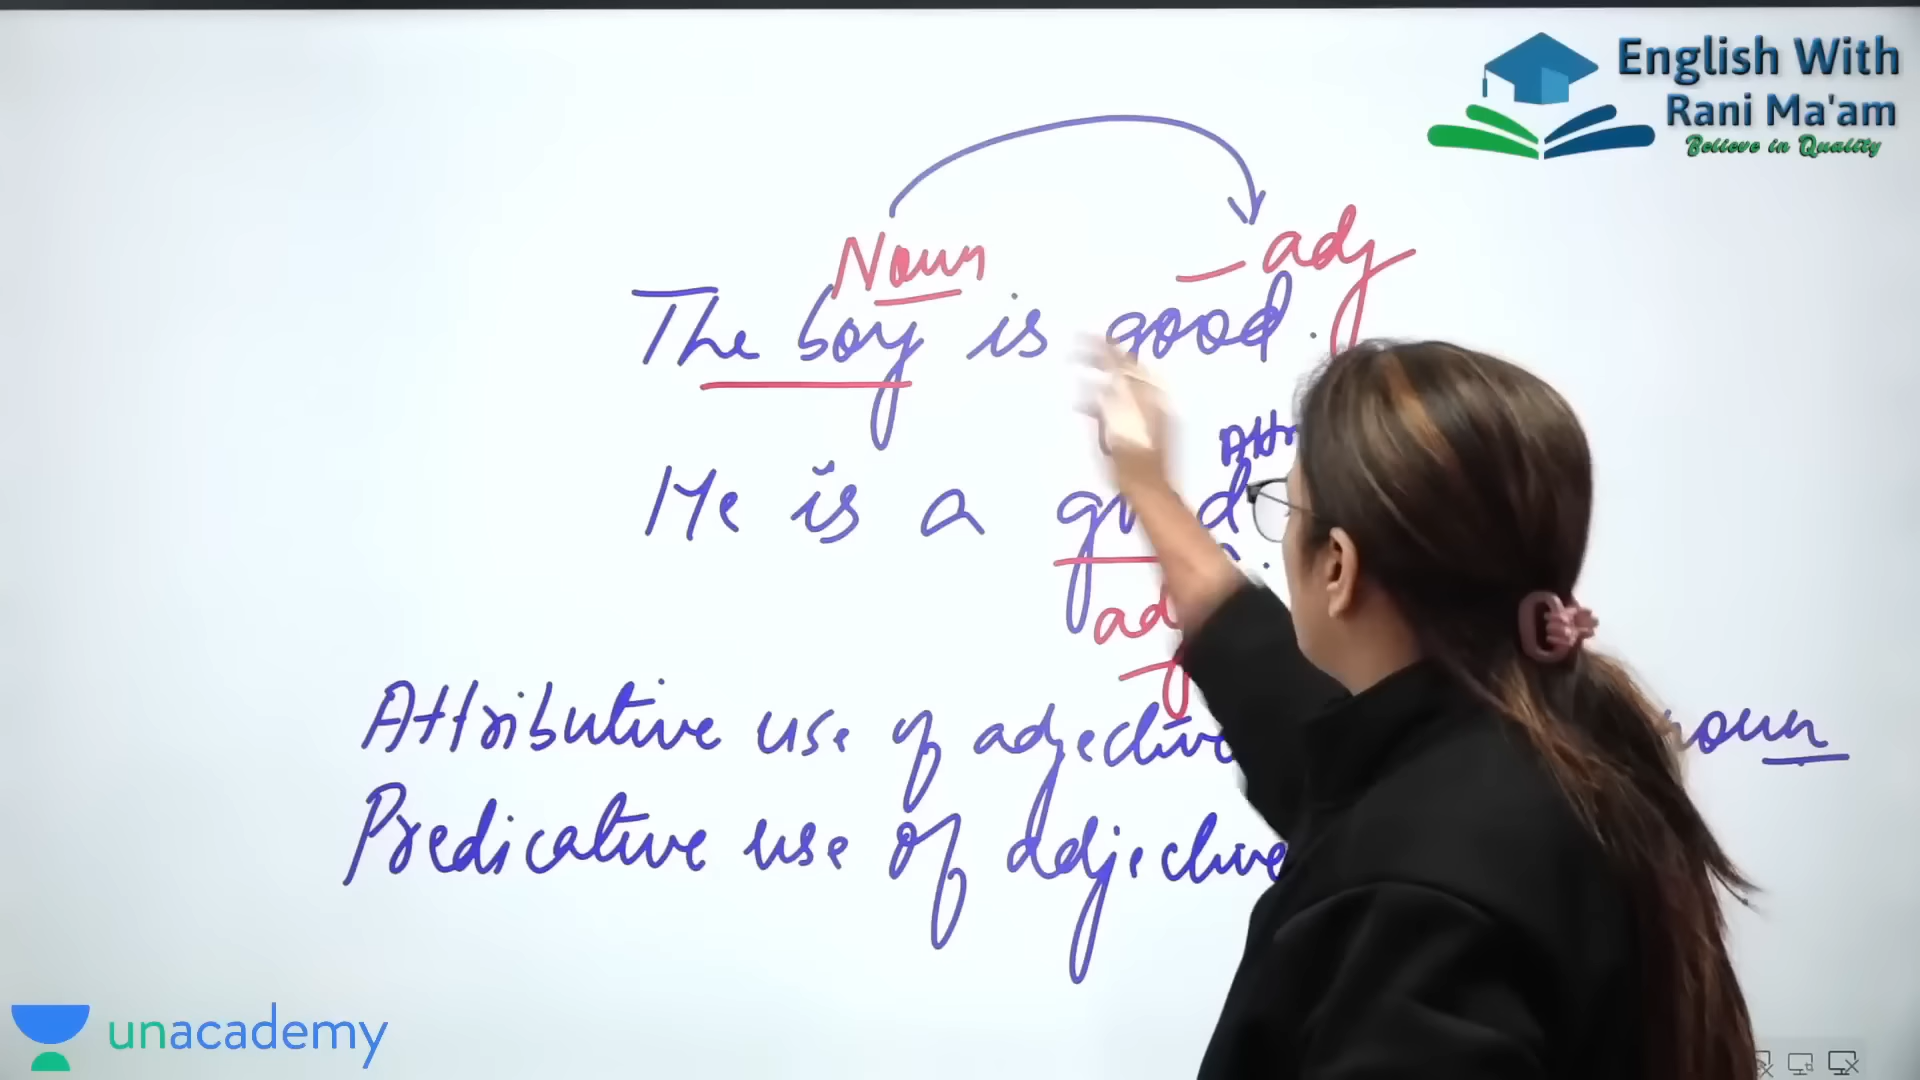 English With
Rani Ma'am
Believe in Quality
Noun
adj
The boy is good.
He is a
Attributive use of adjective noun
Predicative use of adjective
unacademy